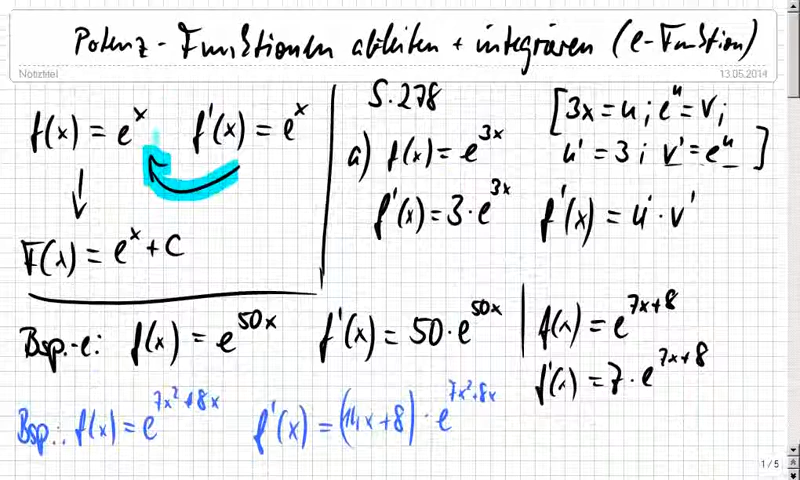 Potenz-Funktionen ableiten + integrieren (e-Funktion)
Notiztitel
13.05.2014
f(x) = e^x   f'(x) = e^x
F(x) = e^x + C
S. 278
a) f(x) = e^{3x}
f'(x) = 3 · e^{3x}
[3x = u ; e^u = v ;
u' = 3 ; v' = e^u]
f'(x) = u' · v'
Bsp.-e: f(x) = e^{50x}   f'(x) = 50 · e^{50x}
f(x) = e^{7x+8}
f'(x) = 7 · e^{7x+8}
Bsp.: f(x) = e^{7x²+8x}   f'(x) = (14x+8) · e^{7x²+8x}
1/5